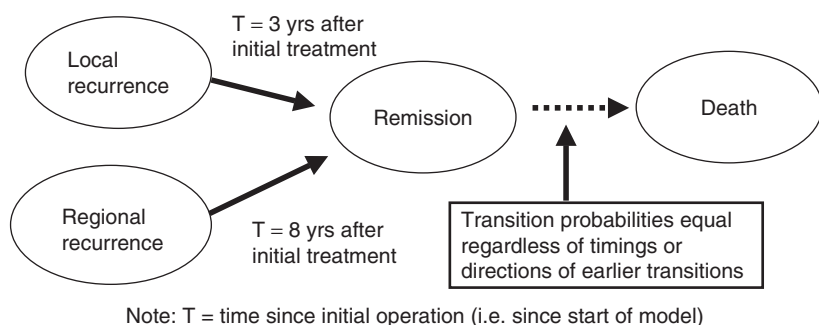 T = 3 yrs after
initial treatment
Local
recurrence
Remission
Death
Regional
recurrence
T = 8 yrs after
initial treatment
Transition probabilities equal
regardless of timings or
directions of earlier transitions
Note: T = time since initial operation (i.e. since start of model)